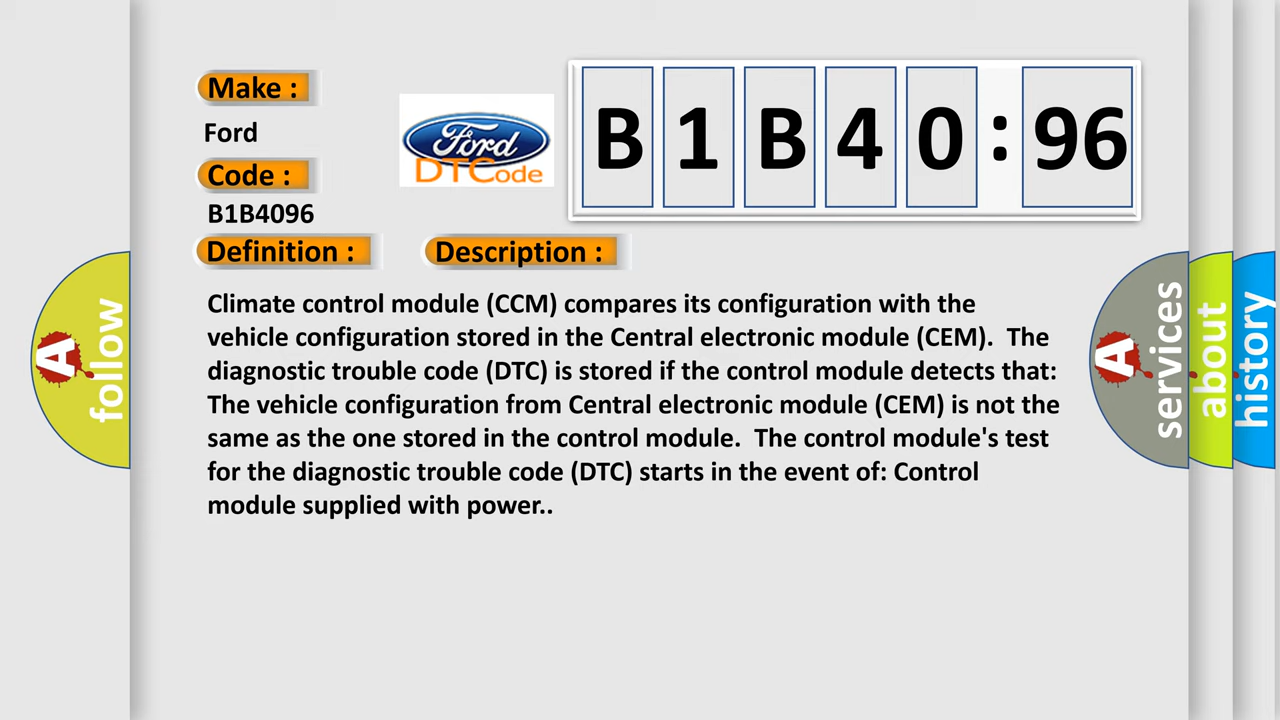 Make :
Ford
Code :
B1B4096
Ford
DTCode
B1B40:96
Definition :
Description :
Climate control module (CCM) compares its configuration with the
vehicle configuration stored in the Central electronic module (CEM). The
diagnostic trouble code (DTC) is stored if the control module detects that:
The vehicle configuration from Central electronic module (CEM) is not the
same as the one stored in the control module. The control module's test
for the diagnostic trouble code (DTC) starts in the event of: Control
module supplied with power..
A follow
A services
about
history